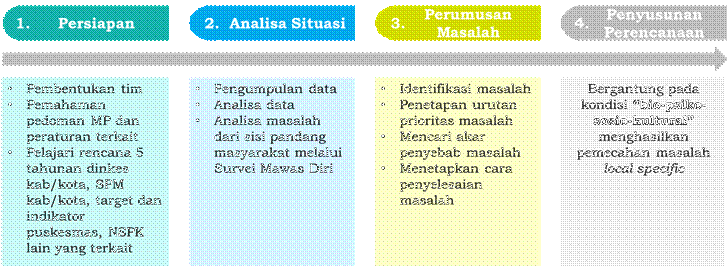 1. Persiapan
2. Analisa Situasi
3. Perumusan
Masalah
4. Penyusunan
Perencanaan
◦ Pembentukan tim
◦ Pemahaman
pedoman MP dan
peraturan terkait
◦ Pelajari rencana 5
tahunan dinkes
kab/kota, SPM
kab/kota, target dan
indikator
puskesmas, NSPK
lain yang terkait
◦ Pengumpulan data
◦ Analisa data
◦ Analisa masalah
dari sisi pandang
masyarakat melalui
Survei Mawas Diri
◦ Identifikasi masalah
◦ Penetapan urutan
prioritas masalah
◦ Mencari akar
penyebab masalah
◦ Menetapkan cara
penyelesaian
masalah
Bergantung pada
kondisi "bio-psiko-
sosio-kultural"
menghasilkan
pemecahan masalah
local specific